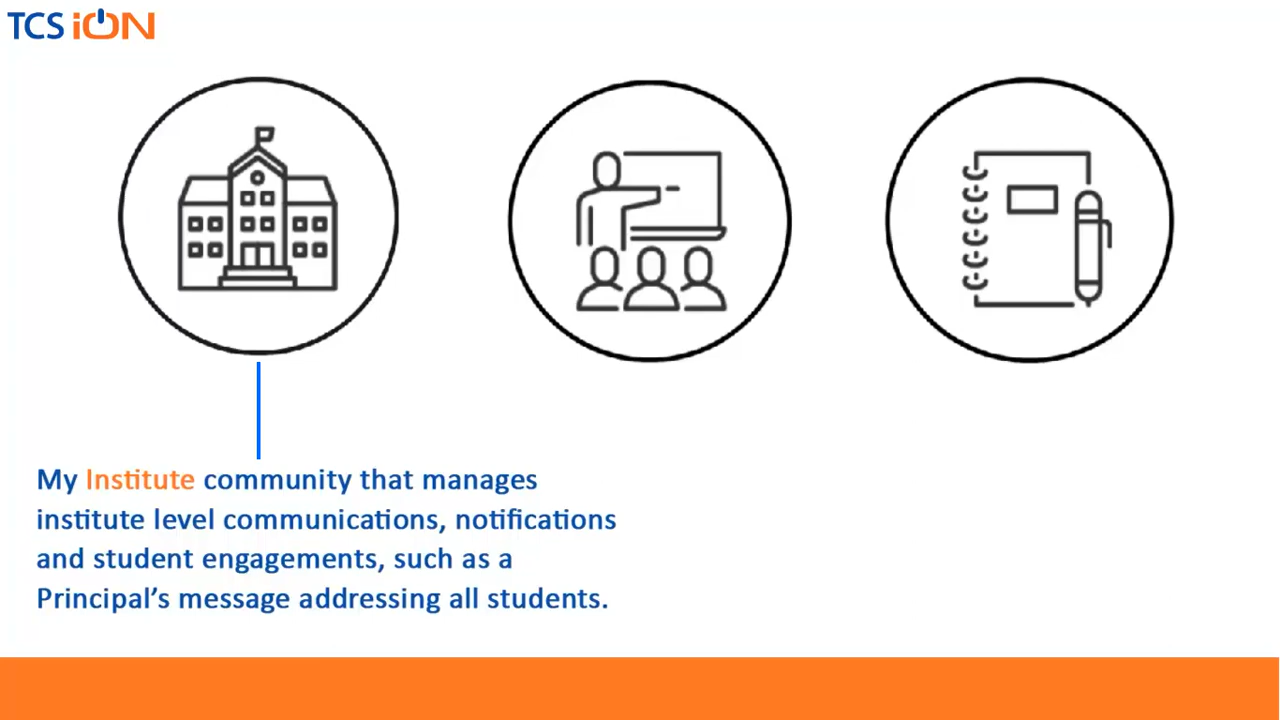 TCS iON
My Institute community that manages
institute level communications, notifications
and student engagements, such as a
Principal’s message addressing all students.